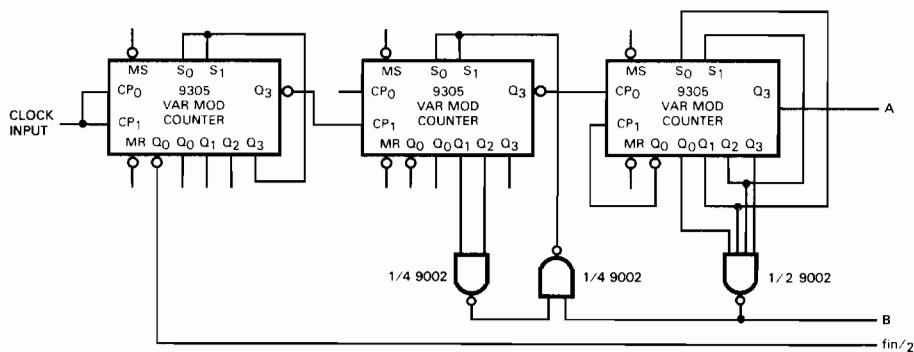 MS S0 S1
CP0 9305 Q3
VAR MOD
CP1 COUNTER
MR Q0 Q0 Q1 Q2 Q3
CLOCK
INPUT
MS S0 S1
CP0 9305 Q3
VAR MOD
CP1 COUNTER
MR Q0 Q0 Q1 Q2 Q3
MS S0 S1
CP0 9305 Q3
VAR MOD
CP1 COUNTER
MR Q0 Q0 Q1 Q2 Q3
A
1/4 9002
1/4 9002
1/2 9002
B
fin/2